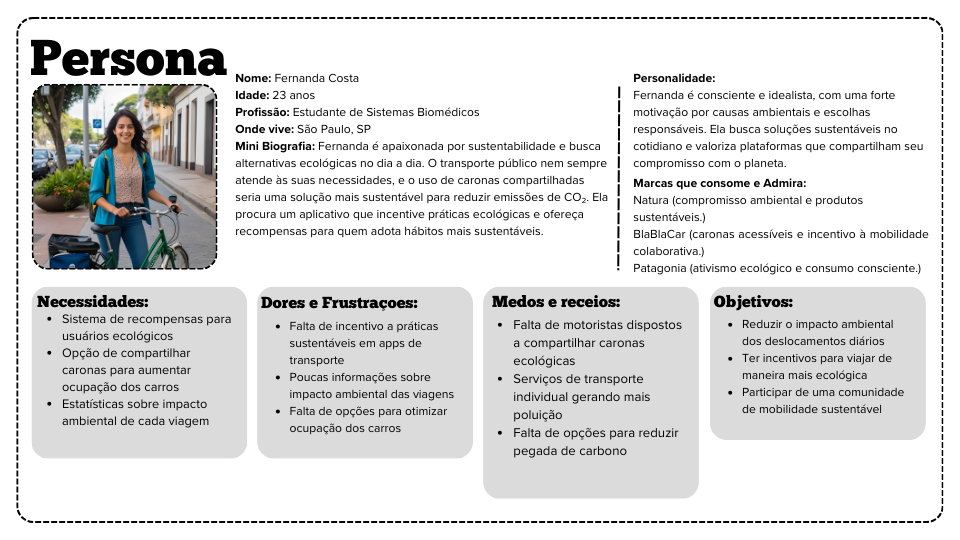 Persona
Nome: Fernanda Costa
Idade: 23 anos
Profissão: Estudante de Sistemas Biomédicos
Onde vive: São Paulo, SP
Mini Biografia: Fernanda é apaixonada por sustentabilidade e busca
alternativas ecológicas no dia a dia. O transporte público nem sempre
atende às suas necessidades, e o uso de caronas compartilhadas
seria uma solução mais sustentável para reduzir emissões de CO₂. Ela
procura um aplicativo que incentive práticas ecológicas e ofereça
recompensas para quem adota hábitos mais sustentáveis.
Personalidade:
Fernanda é consciente e idealista, com uma forte
motivação por causas ambientais e escolhas
responsáveis. Ela busca soluções sustentáveis no
cotidiano e valoriza plataformas que compartilham seu
compromisso com o planeta.
Marcas que consome e Admira:
Natura (compromisso ambiental e produtos
sustentáveis.)
BlaBlaCar (caronas acessíveis e incentivo à mobilidade
colaborativa.)
Patagonia (ativismo ecológico e consumo consciente.)
Necessidades:
• Sistema de recompensas para
usuários ecológicos
• Opção de compartilhar
caronas para aumentar
ocupação dos carros
• Estatísticas sobre impacto
ambiental de cada viagem
Dores e Frustraçoes:
• Falta de incentivo a práticas
sustentáveis em apps de
transporte
• Poucas informações sobre
impacto ambiental das viagens
• Falta de opções para otimizar
ocupação dos carros
Medos e receios:
• Falta de motoristas dispostos
a compartilhar caronas
ecológicas
• Serviços de transporte
individual gerando mais
poluição
• Falta de opções para reduzir
pegada de carbono
Objetivos:
• Reduzir o impacto ambiental
dos deslocamentos diários
• Ter incentivos para viajar de
maneira mais ecológica
• Participar de uma comunidade
de mobilidade sustentável